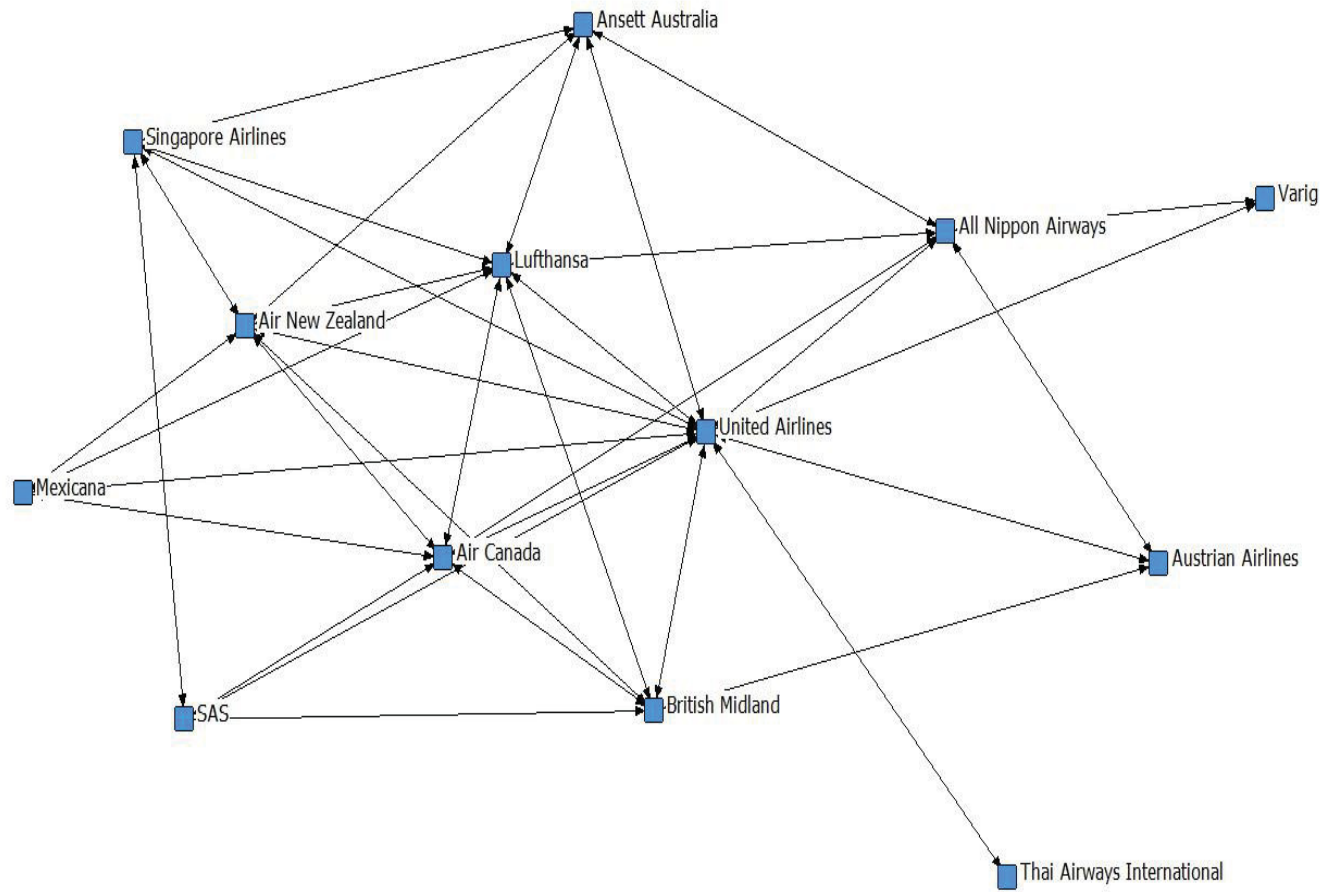 Ansett Australia
Singapore Airlines
Varig
All Nippon Airways
Lufthansa
Air New Zealand
United Airlines
Mexicana
Air Canada
Austrian Airlines
British Midland
SAS
Thai Airways International